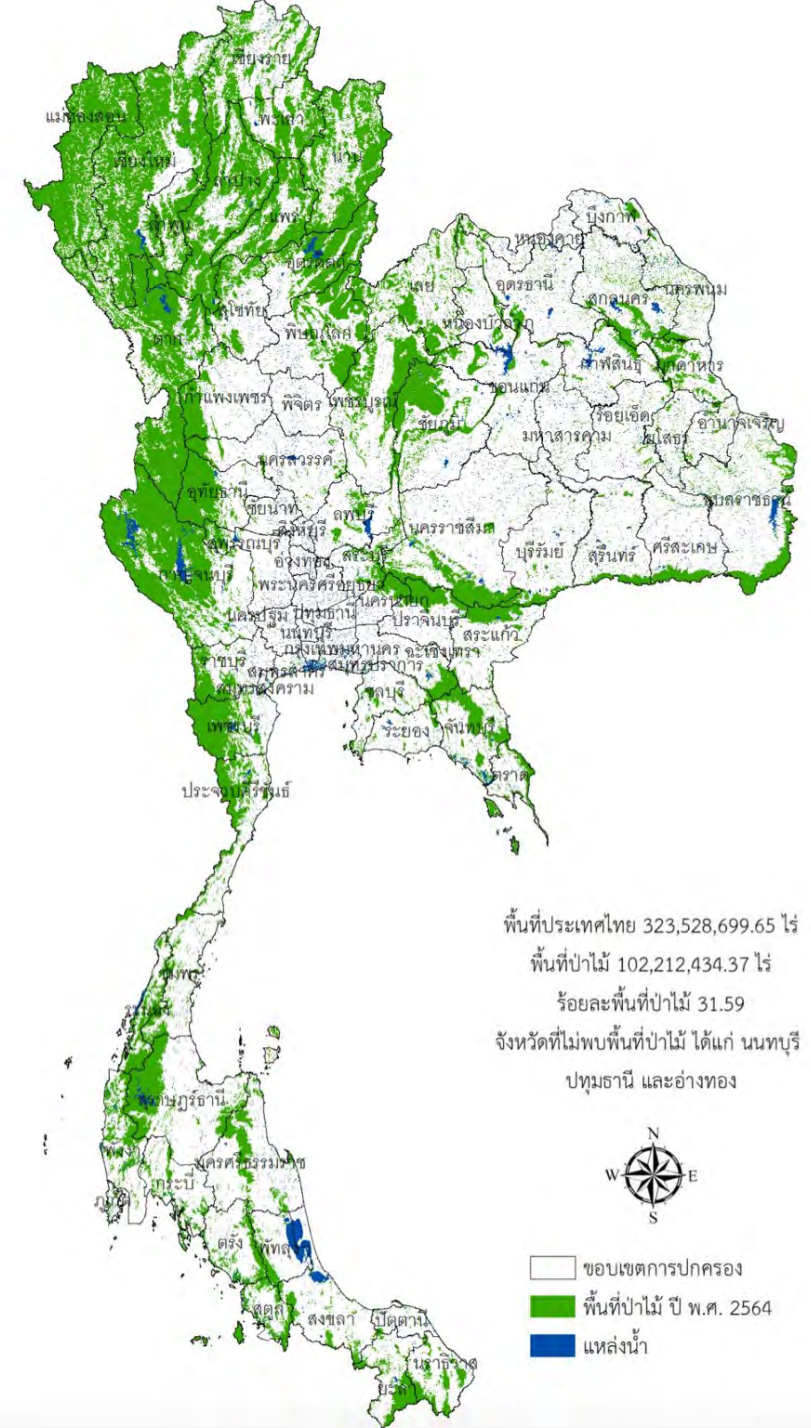 เชียงราย
แม่ฮ่องสอน
พะเยา
เชียงใหม่
น่าน
ลำปาง
ลำพูน
แพร่
บึงกาฬ
หนองคาย
อุตรดิตถ์
เลย
อุดรธานี
สกลนคร
นครพนม
สุโขทัย
หนองบัวลำภู
พิษณุโลก
ตาก
ขอนแก่น
กาฬสินธุ์
มุกดาหาร
กำแพงเพชร
พิจิตร
เพชรบูรณ์
ชัยภูมิ
มหาสารคาม
ร้อยเอ็ด
ยโสธร
อำนาจเจริญ
นครสวรรค์
อุทัยธานี
ชัยนาท
ลพบุรี
นครราชสีมา
อุบลราชธานี
สิงห์บุรี
สุพรรณบุรี
อ่างทอง
สระบุรี
บุรีรัมย์
สุรินทร์
ศรีสะเกษ
กาญจนบุรี
พระนครศรีอยุธยา
นครนายก
นครปฐม
ปทุมธานี
ปราจีนบุรี
นนทบุรี
สระแก้ว
กรุงเทพมหานคร
ฉะเชิงเทรา
ราชบุรี
สมุทรสาคร
สมุทรปราการ
สมุทรสงคราม
ชลบุรี
เพชรบุรี
ระยอง
จันทบุรี
ตราด
ประจวบคีรีขันธ์
พื้นที่ประเทศไทย 323,528,699.65 ไร่
พื้นที่ป่าไม้ 102,212,434.37 ไร่
ร้อยละพื้นที่ป่าไม้ 31.59
จังหวัดที่ไม่พบพื้นที่ป่าไม้ ได้แก่ นนทบุรี
ปทุมธานี และอ่างทอง
ชุมพร
ระนอง
สุราษฎร์ธานี
พังงา
นครศรีธรรมราช
กระบี่
ภูเก็ต
ตรัง
พัทลุง
สตูล
สงขลา
ปัตตานี
นราธิวาส
ยะลา
N
W E
S
ขอบเขตการปกครอง
พื้นที่ป่าไม้ ปี พ.ศ. 2564
แหล่งน้ำ